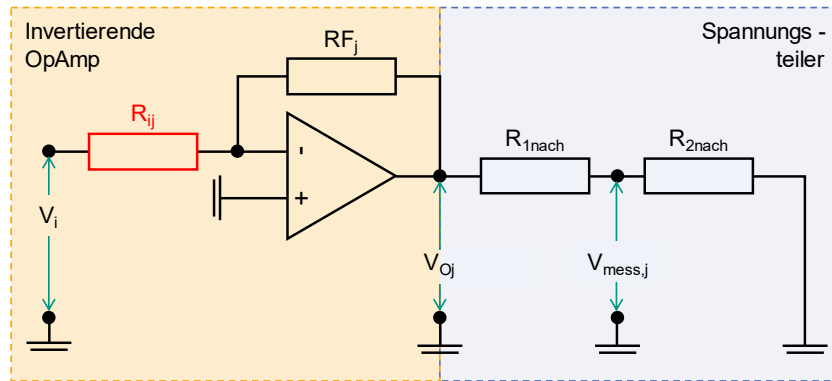 Invertierende
OpAmp
Spannungs -
teiler
RFj
Rij
R1nach
R2nach
-
+
Vi
VOj
Vmess,j